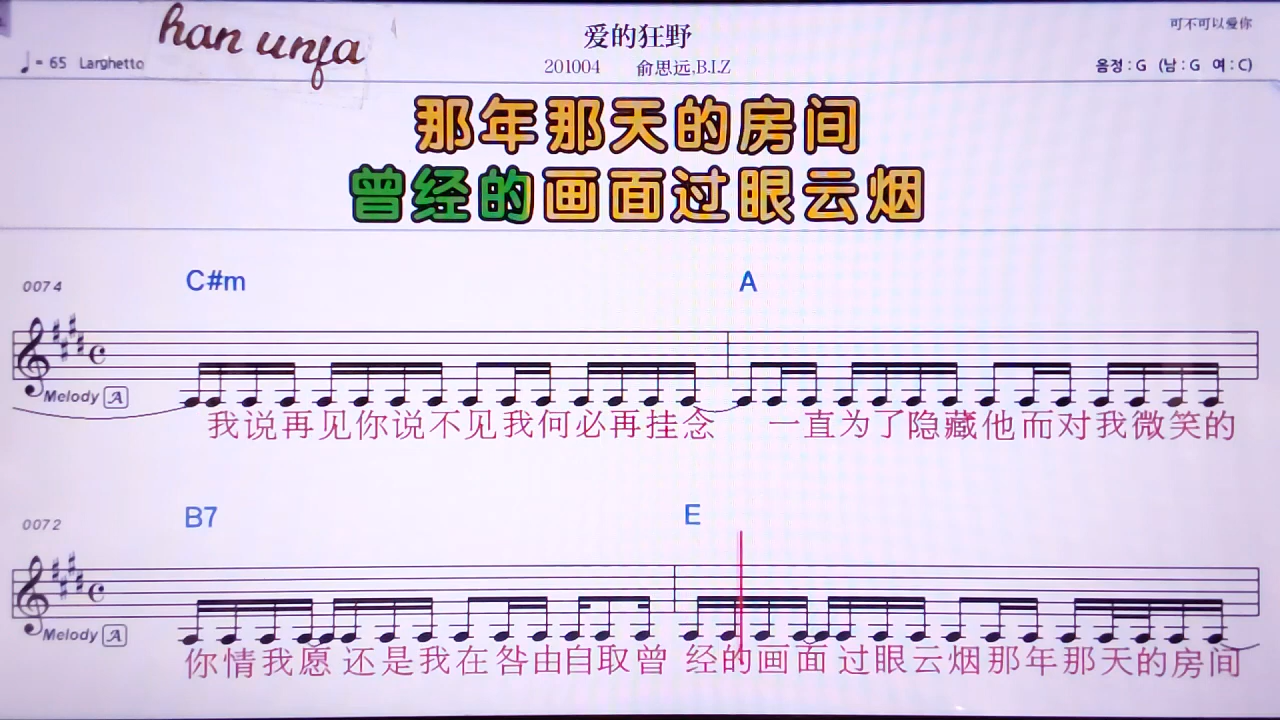 han unfa
爱的狂野
可不可以爱你
♩= 65 Larghetto
201004 俞思远,B.I.Z
음정 : G (남 : G 여 : C)
那年那天的房间
曾经的画面过眼云烟
0074
C#m A
Melody A
我说再见你说不见我何必再挂念 一直为了隐藏他而对我微笑的
0072
B7 E
Melody A
你情我愿 还是我在咎由自取曾 经的画面 过眼云烟那年那天的房间